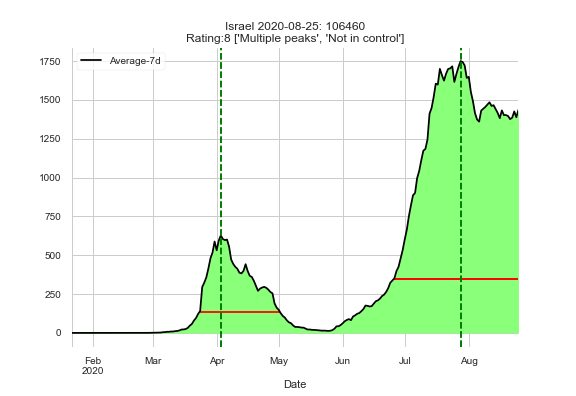 Israel 2020-08-25: 106460
Rating:8 ['Multiple peaks', 'Not in control']
Average-7d
1750
1500
1250
1000
750
500
250
0
Feb Mar Apr May Jun Jul Aug
2020
Date